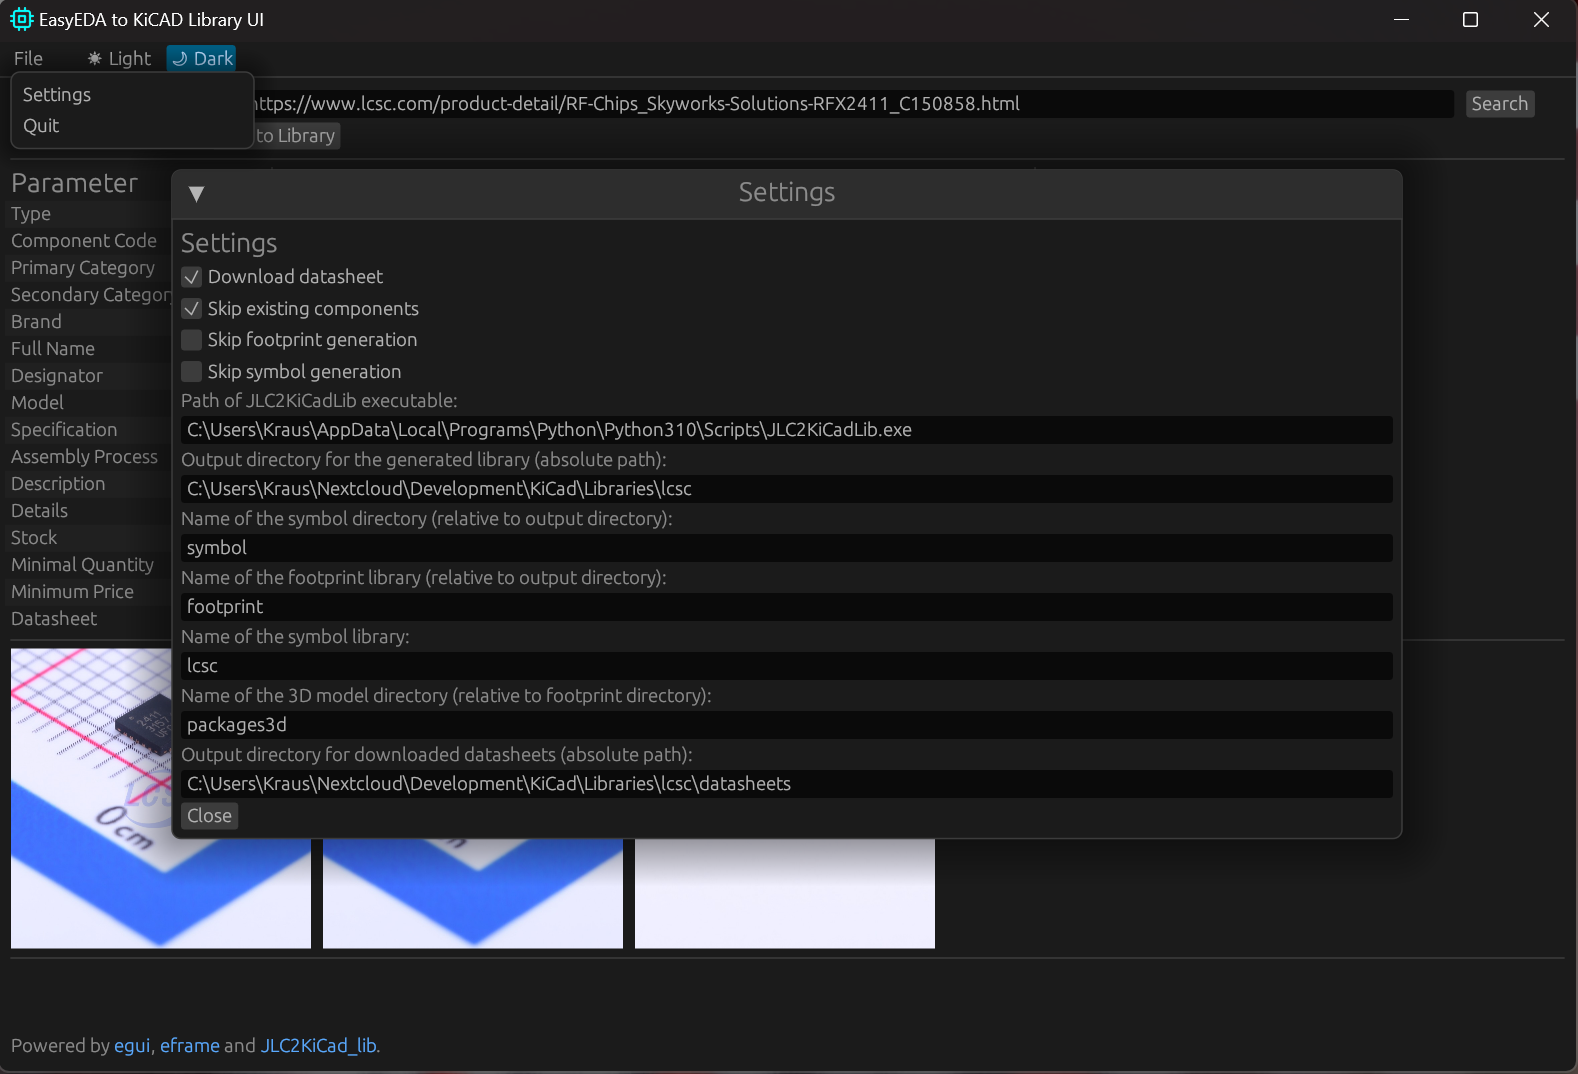 EasyEDA to KiCAD Library UI
File Light Dark
Settings
Quit
https://www.lcsc.com/product-detail/RF-Chips_Skyworks-Solutions-RFX2411_C150858.html Search
to Library
Parameter
Type
Component Code
Primary Category
Secondary Category
Brand
Full Name
Designator
Model
Specification
Assembly Process
Description
Details
Stock
Minimal Quantity
Minimum Price
Datasheet
Settings
Settings
Download datasheet
Skip existing components
Skip footprint generation
Skip symbol generation
Path of JLC2KiCadLib executable:
C:\Users\Kraus\AppData\Local\Programs\Python\Python310\Scripts\JLC2KiCadLib.exe
Output directory for the generated library (absolute path):
C:\Users\Kraus\Nextcloud\Development\KiCad\Libraries\lcsc
Name of the symbol directory (relative to output directory):
symbol
Name of the footprint library (relative to output directory):
footprint
Name of the symbol library:
lcsc
Name of the 3D model directory (relative to footprint directory):
packages3d
Output directory for downloaded datasheets (absolute path):
C:\Users\Kraus\Nextcloud\Development\KiCad\Libraries\lcsc\datasheets
Close
0cm
Powered by egui, eframe and JLC2KiCad_lib.